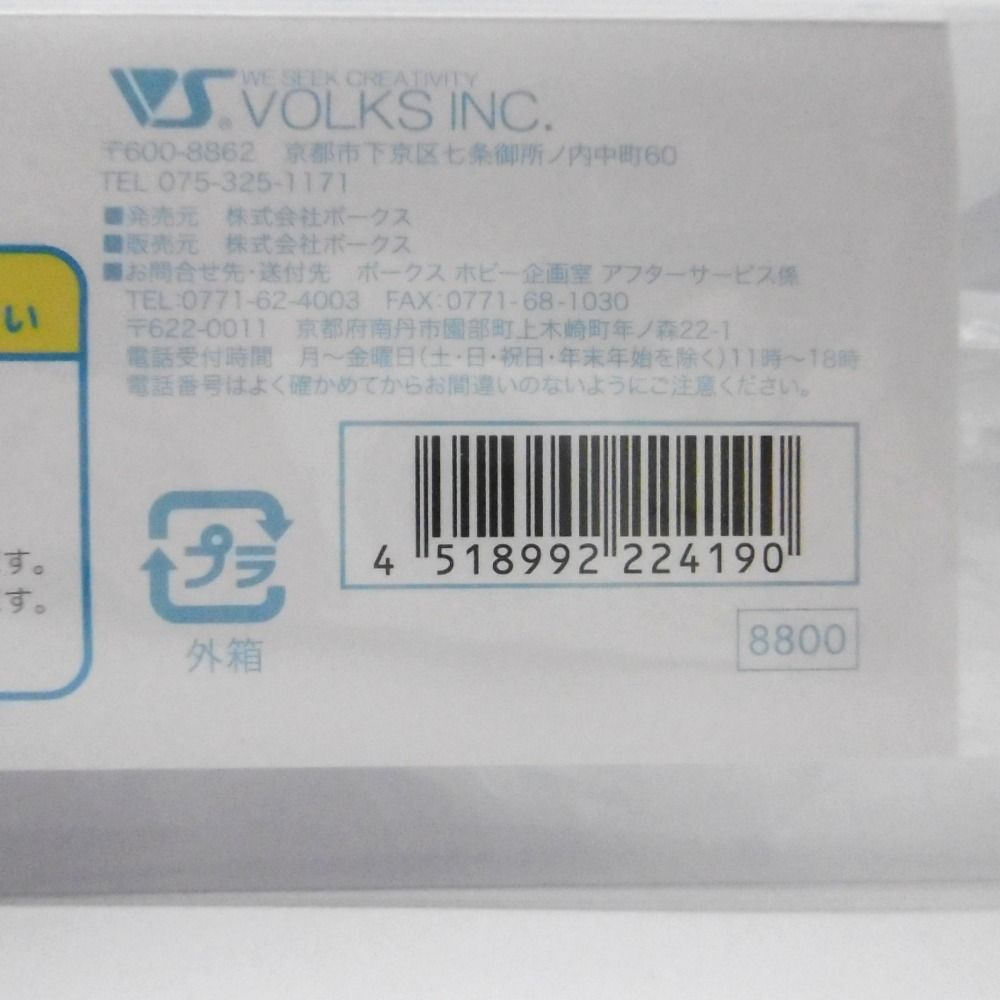 VS® WE SEEK CREATIVITY
VOLKS INC.
〒600-8862 京都市下京区七条御所ノ内中町60
TEL 075-325-1171
■発売元 株式会社ボークス
■販売元 株式会社ボークス
■お問合せ先・送付先 ボークス ホビー企画室 アフターサービス係
TEL:0771-62-4003 FAX:0771-68-1030
〒622-0011 京都府南丹市園部町上木崎町年ノ森22-1
電話受付時間 月〜金曜日(土・日・祝日・年末年始を除く)11時〜18時
電話番号はよく確かめてからお間違いのないようにご注意ください。
い
す。
す。
プラ
外箱
4 518992 224190
8800